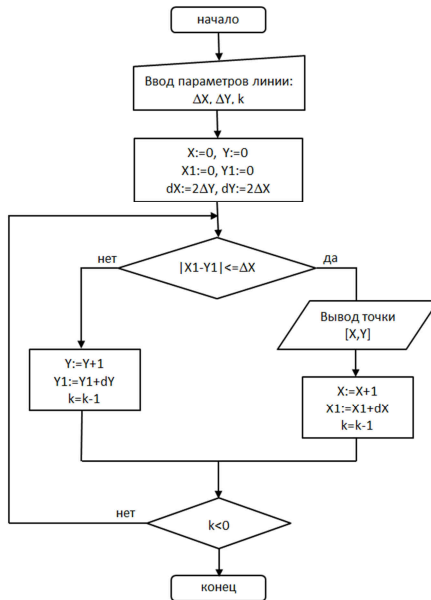 начало
Ввод параметров линии:
ΔX, ΔY, k
X:=0, Y:=0
X1:=0, Y1:=0
dX:=2ΔY, dY:=2ΔX
|X1-Y1|<=ΔX
нет
да
Вывод точки
[X,Y]
Y:=Y+1
Y1:=Y1+dY
k=k-1
X:=X+1
X1:=X1+dX
k=k-1
k<0
нет
конец